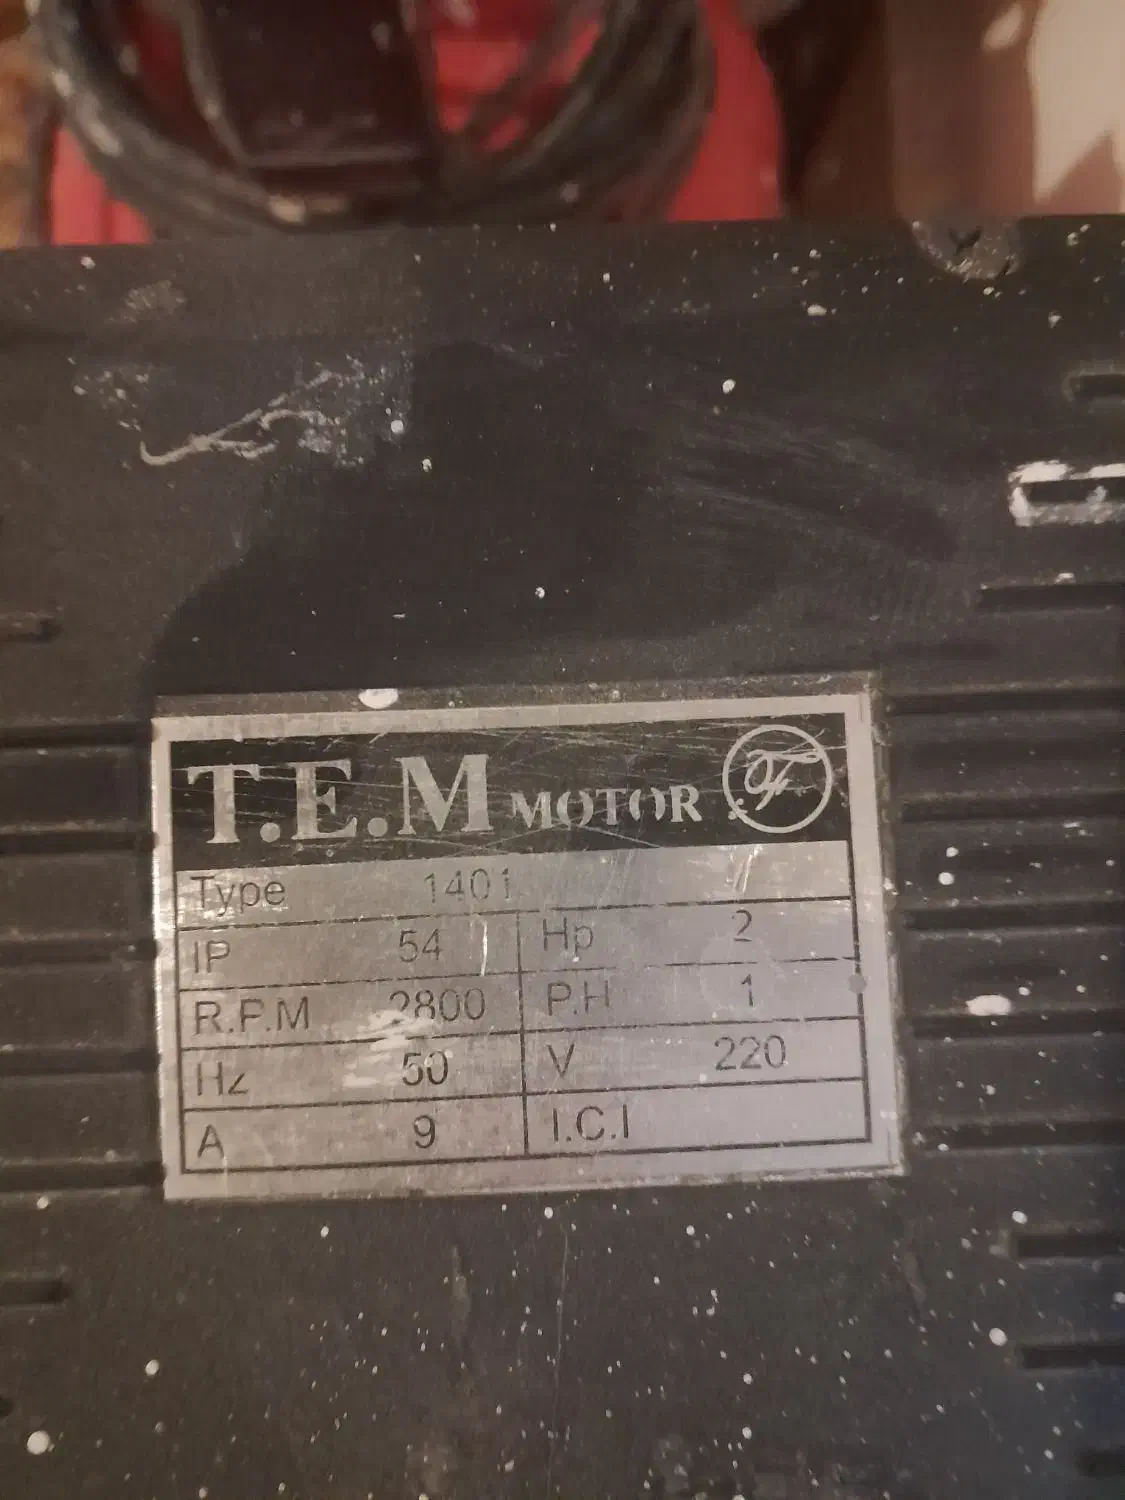 T.E.M MOTOR F
Type 1401
IP 54 Hp 2
R.P.M 2800 P.H 1
Hz 50 V 220
A 9 I.C.I